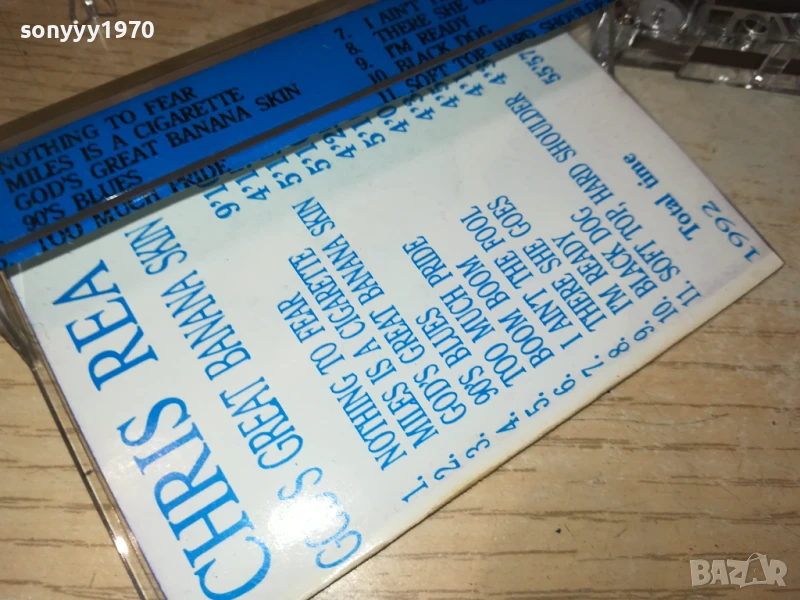 sonyyy1970
NOTHING TO FEAR
MILES IS A CIGARETTE
GOD'S GREAT BANANA SKIN
90'S BLUES
TOO MUCH PRIDE
7. I AIN'T
8. THERE SHE
9. I'M READY
10. BLACK DOG
11. SOFT TOP, HARD SHOULDER
CHRIS REA
GOD'S GREAT BANANA SKIN
1. NOTHING TO FEAR
2. MILES IS A CIGARETTE
3. GOD'S GREAT BANANA SKIN
4. 90'S BLUES
5. TOO MUCH PRIDE
6. BOOM BOOM
7. I AIN'T THE FOOL
8. THERE SHE GOES
9. I'M READY
10. BLACK DOG
11. SOFT TOP, HARD SHOULDER
55'57
1992 Total time
BAZAR